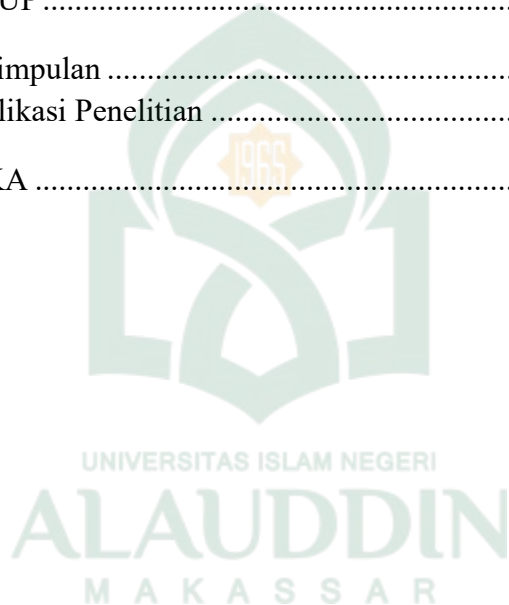 UP ..........................................................................
impulan ................................................................
likasi Penelitian ..................................................
KA ..........................................................................
1965
UNIVERSITAS ISLAM NEGERI
ALAUDDIN
MAKASSAR